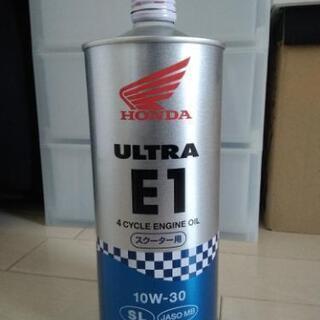 HONDA
ULTRA
E1
4 CYCLE ENGINE OIL
スクーター用
10W-30
SL JASO MB